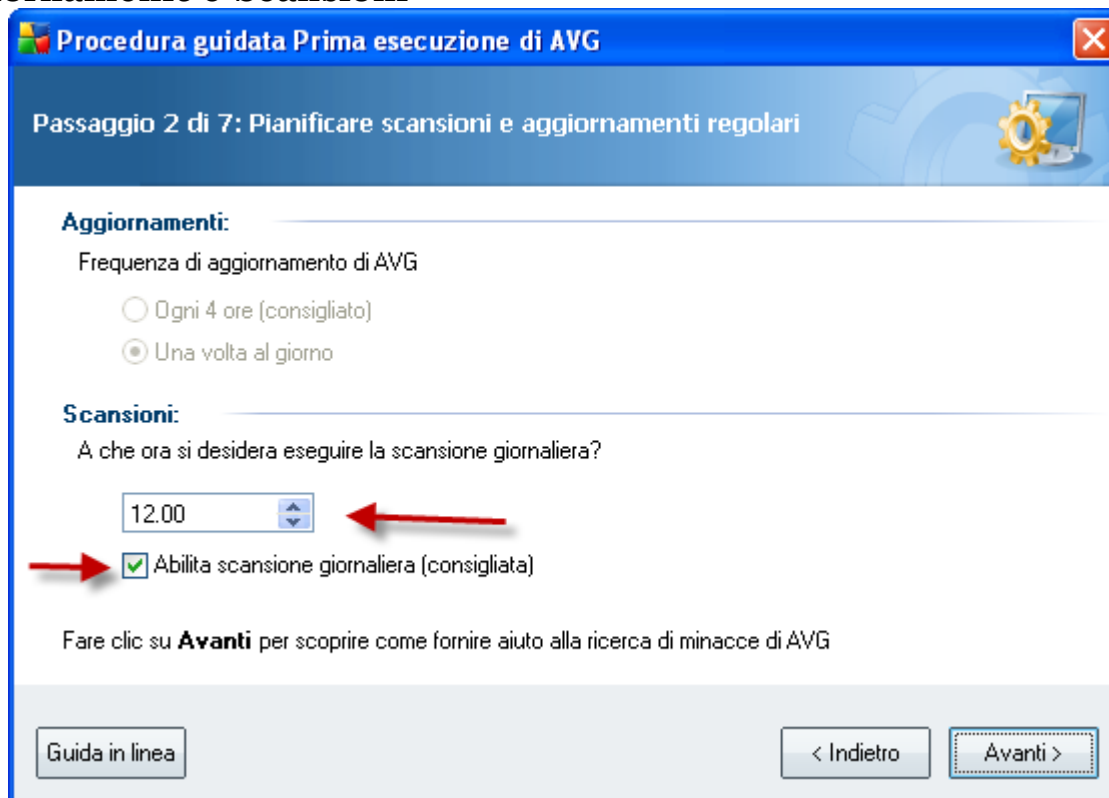 Procedura guidata Prima esecuzione di AVG
Passaggio 2 di 7: Pianificare scansioni e aggiornamenti regolari
Aggiornamenti:
Frequenza di aggiornamento di AVG
Ogni 4 ore (consigliato)
Una volta al giorno
Scansioni:
A che ora si desidera eseguire la scansione giornaliera?
12.00
Abilita scansione giornaliera (consigliata)
Fare clic su Avanti per scoprire come fornire aiuto alla ricerca di minacce di AVG
Guida in linea
< Indietro
Avanti >